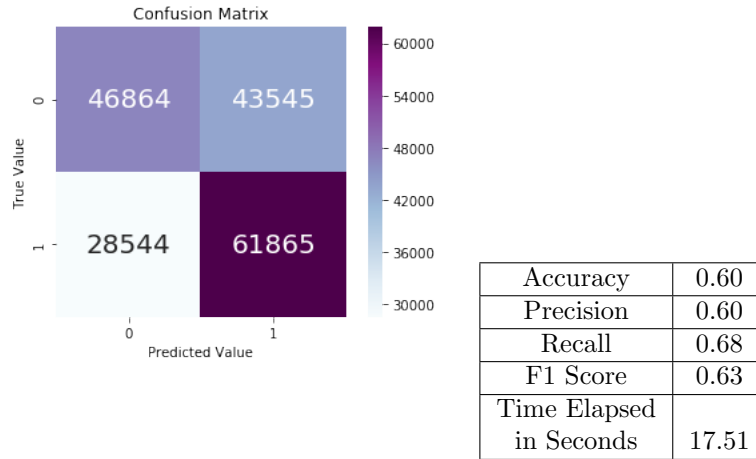 Confusion Matrix
True Value
0
46864 43545
1
28544 61865
0 1
Predicted Value
60000
54000
48000
42000
36000
30000
Accuracy 0.60
Precision 0.60
Recall 0.68
F1 Score 0.63
Time Elapsed
in Seconds 17.51